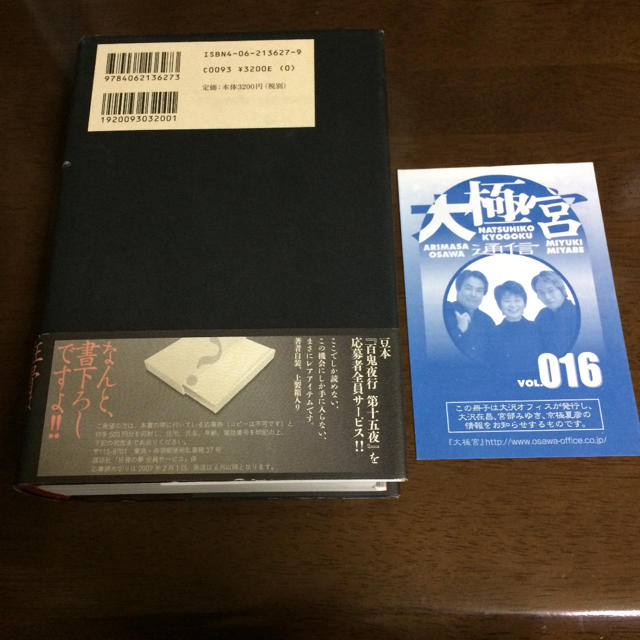 ISBN4-06-213627-9
C0093 ¥3200E (0)
定価:本体3200円(税別)
9784062136273
1920093032001
豆本
『百鬼夜行 第十五夜』を
応募者全員サービス!!
ここでしか読めない、
この機にしか手に入らない、
まさにレアアイテムです。
著者自装、上製箱入り
なんと、
書下ろし
ですよ!!
大極宮
NATSUHIKO
KYOGOKU
ARIMASA
OSAWA
通信
MIYUKI
MIYABE
VOL.016
この冊子は大沢オフィスが発行し、
大沢在昌、宮部みゆき、京極夏彦の
情報をお知らせするものです。
『大極宮』http://www.osawa-office.co.jp/